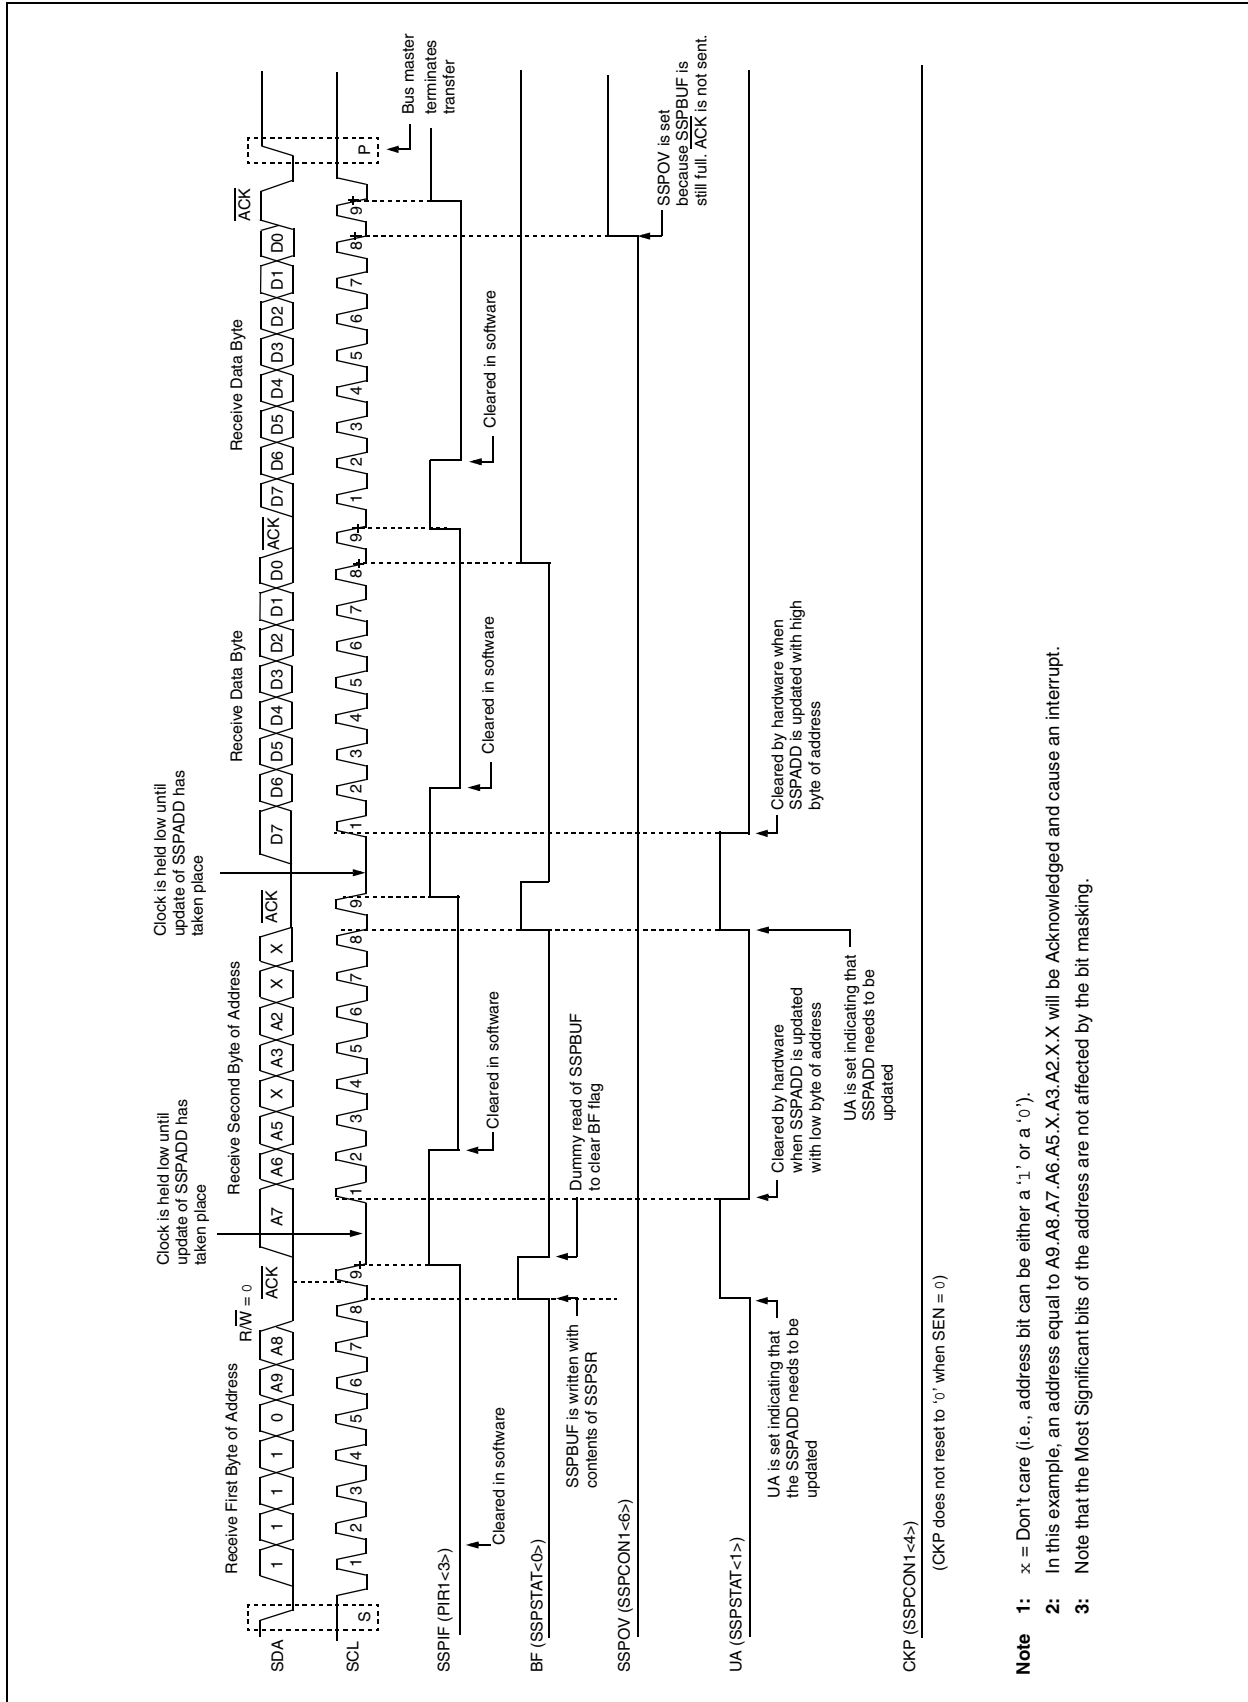 Clock is held low until
update of SSPADD has
taken place
Clock is held low until
update of SSPADD has
taken place
Receive First Byte of Address
R/W = 0
ACK
Receive Second Byte of Address
ACK
Receive Data Byte
ACK
Receive Data Byte
ACK
SDA
1 1 1 1 0 A9 A8 A7 A6 A5 X A3 A2 X X D7 D6 D5 D4 D3 D2 D1 D0 D7 D6 D5 D4 D3 D2 D1 D0
SCL
S 1 2 3 4 5 6 7 8 9 1 2 3 4 5 6 7 8 9 1 2 3 4 5 6 7 8 9 1 2 3 4 5 6 7 8 9 P
Bus master
terminates
transfer
SSPIF (PIR1<3>)
Cleared in software
Cleared in software
Cleared in software
Cleared in software
BF (SSPSTAT<0>)
SSPBUF is written with
contents of SSPSR
Dummy read of SSPBUF
to clear BF flag
SSPOV (SSPCON1<6>)
SSPOV is set
because SSPBUF is
still full. ACK is not sent.
UA (SSPSTAT<1>)
UA is set indicating that
the SSPADD needs to be
updated
Cleared by hardware
when SSPADD is updated
with low byte of address
UA is set indicating that
SSPADD needs to be
updated
Cleared by hardware when
SSPADD is updated with high
byte of address
CKP (SSPCON1<4>)
(CKP does not reset to ‘0’ when SEN = 0)
Note 1: x = Don’t care (i.e., address bit can be either a ‘1’ or a ‘0’).
2: In this example, an address equal to A9.A8.A7.A6.A5.X.A3.A2.X.X will be Acknowledged and cause an interrupt.
3: Note that the Most Significant bits of the address are not affected by the bit masking.